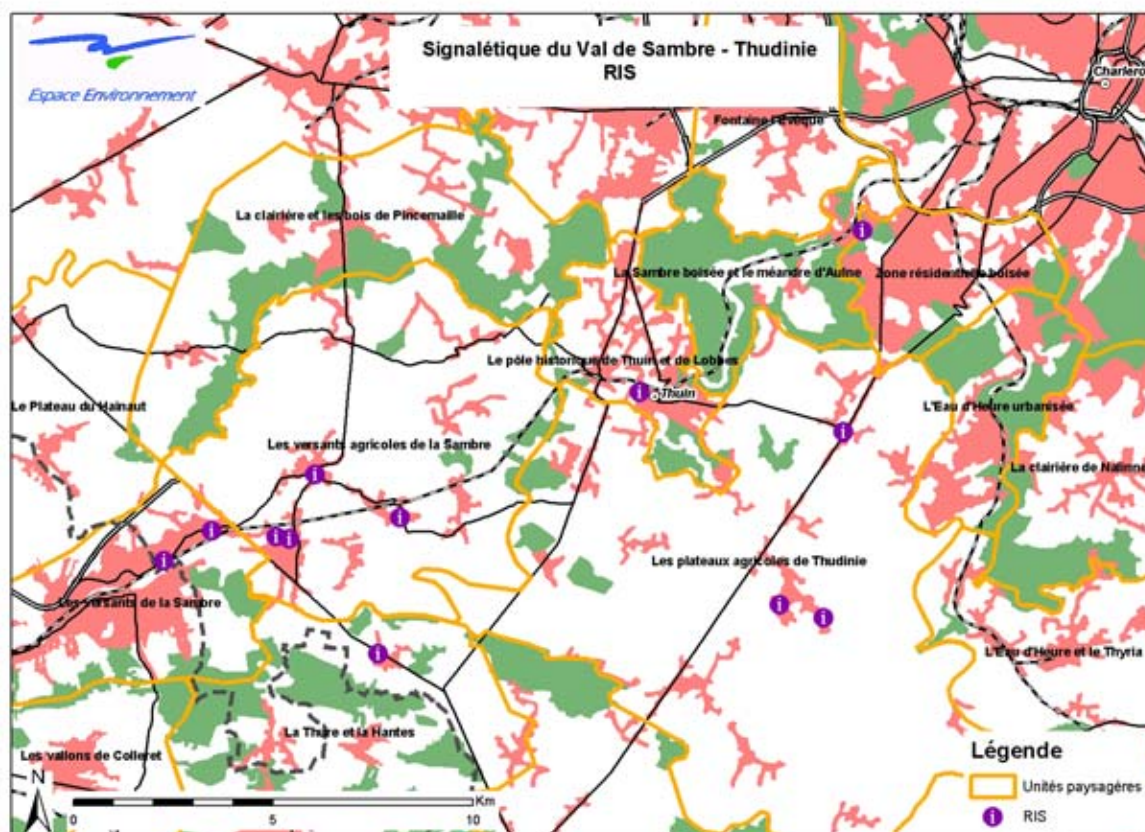 Signalétique du Val de Sambre - Thudinie
RIS
Espace Environnement
Charleroi
Fontaine l'Evêque
La clairière et les bois de Pincemaille
La Sambre boisée et le méandre d'Aulne
Zone résidentielle boisée
Le pôle historique de Thuin et de Lobbes
Thuin
Le Plateau du Hainaut
L'Eau d'Heure urbanisée
Les versants agricoles de la Sambre
La clairière de Nalinne
Les plateaux agricoles de Thudinie
Les versants de la Sambre
L'Eau d'Heure et le Thyria
La Thure et la Hantes
Les vallons de Colleret
Légende
Unités paysagères
RIS
N
Km
0
5
10